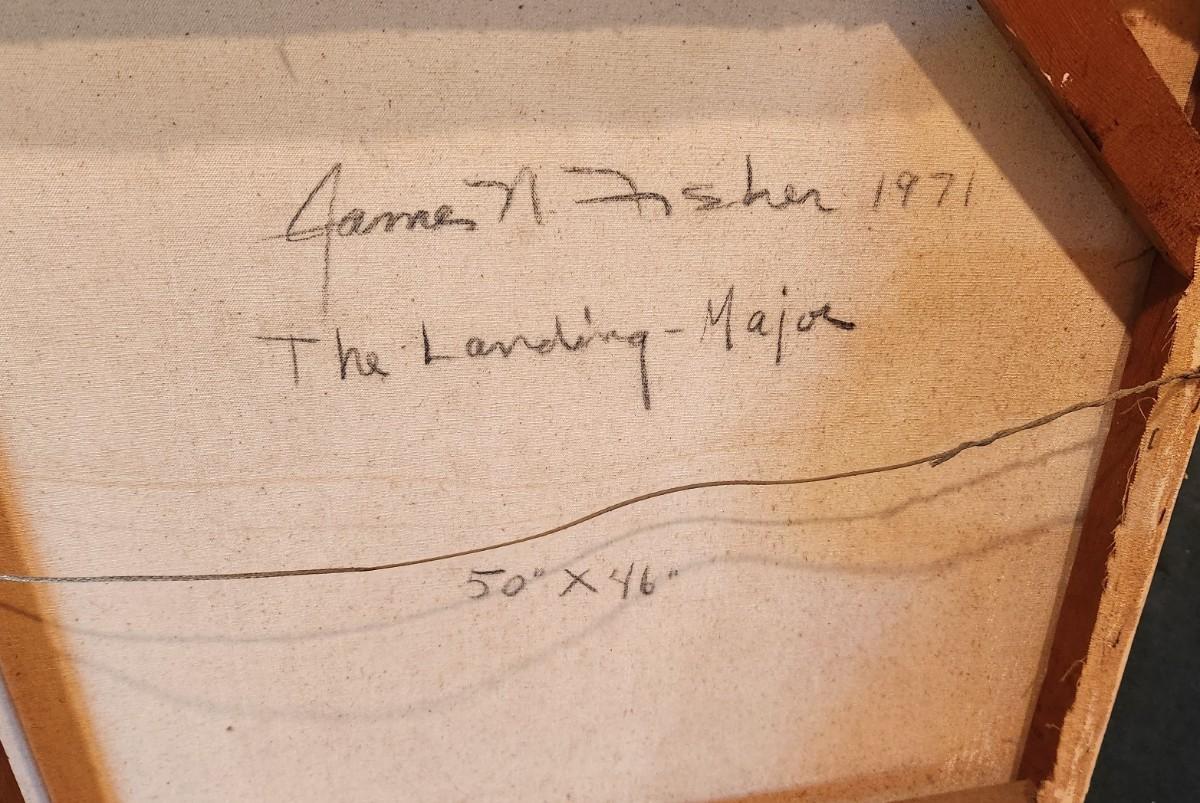 James N. Fisher 1971
The Landing-Major
50" X 46"